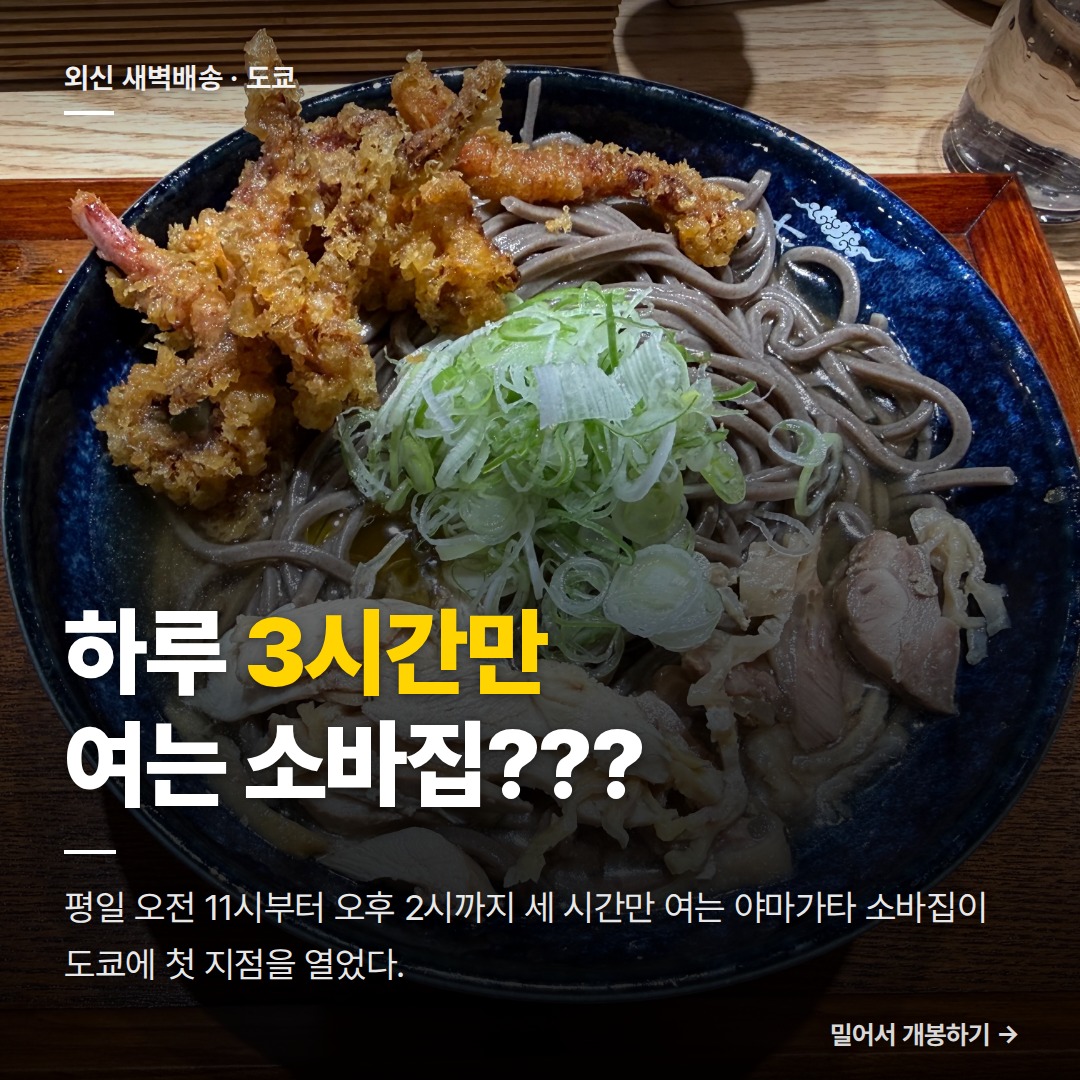 외신 새벽배송 · 도쿄
하루 3시간만
여는 소바집???
평일 오전 11시부터 오후 2시까지 세 시간만 여는 야마가타 소바집이
도쿄에 첫 지점을 열었다.
밀어서 개봉하기 →